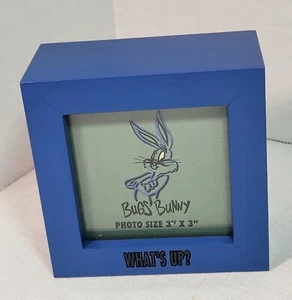 BUGS BUNNY
PHOTO SIZE 3" X 3"
WHAT'S UP?